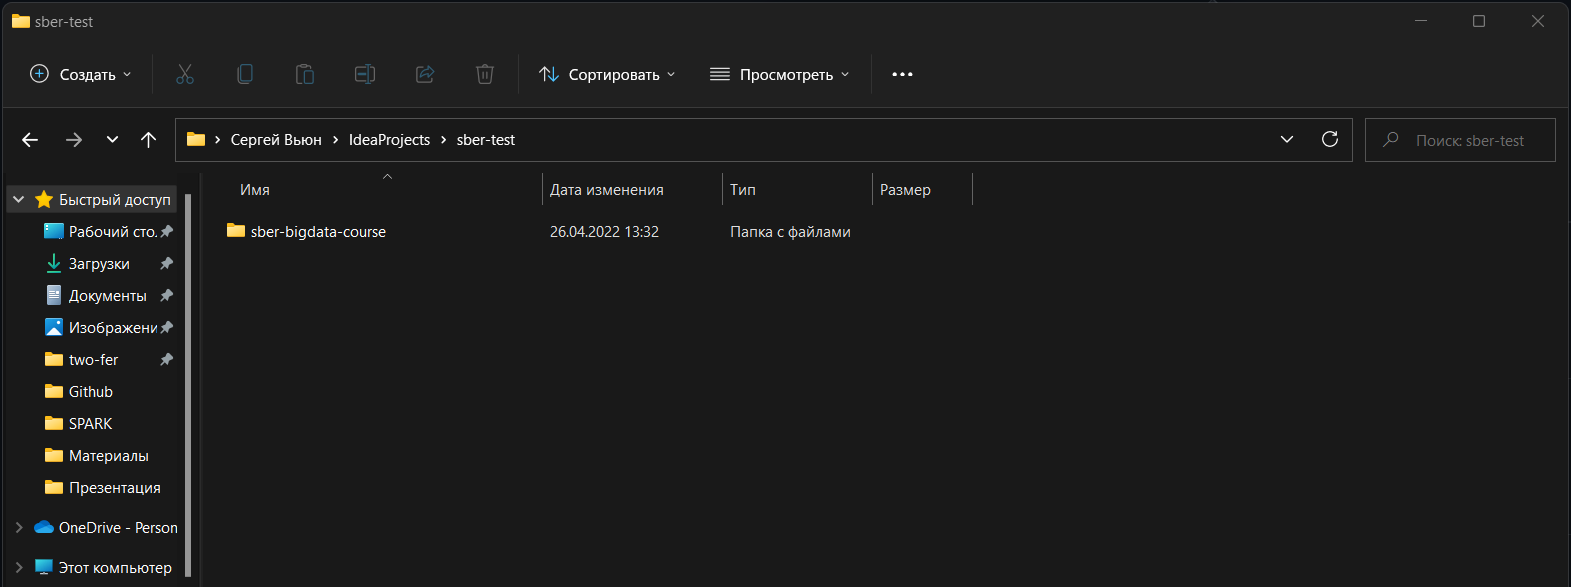 sber-test
Создать
Сортировать
Просмотреть
Сергей Вьюн > IdeaProjects > sber-test
Поиск: sber-test
Имя
Дата изменения
Тип
Размер
sber-bigdata-course
26.04.2022 13:32
Папка с файлами
Быстрый доступ
Рабочий сто.
Загрузки
Документы
Изображени
two-fer
Github
SPARK
Материалы
Презентация
OneDrive - Person
Этот компьютер